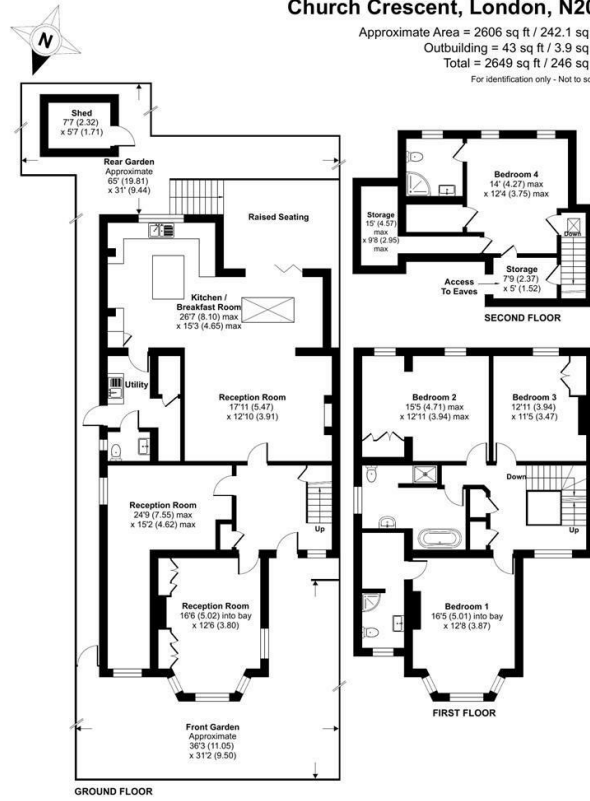 Church Crescent, London, N20
Approximate Area = 2606 sq ft / 242.1 sq
Outbuilding = 43 sq ft / 3.9 sq
Total = 2649 sq ft / 246 sq
For identification only - Not to sc
N
Shed
7'7 (2.32)
x 5'7 (1.71)
Rear Garden
Approximate
65' (19.81)
x 31' (9.44)
Raised Seating
Kitchen /
Breakfast Room
26'7 (8.10) max
x 15'3 (4.65) max
Utility
Reception Room
17'11 (5.47)
x 12'10 (3.91)
Reception Room
24'9 (7.55) max
x 15'2 (4.62) max
Up
Reception Room
16'6 (5.02) into bay
x 12'6 (3.80)
Front Garden
Approximate
36'3 (11.05)
x 31'2 (9.50)
GROUND FLOOR
Bedroom 4
14' (4.27) max
x 12'4 (3.75) max
Storage
15' (4.57)
max
x 9'8 (2.95)
max
Down
Storage
7'9 (2.37)
x 5' (1.52)
Access
To Eaves
SECOND FLOOR
Bedroom 2
15'5 (4.71) max
x 12'11 (3.94) max
Bedroom 3
12'11 (3.94)
x 11'5 (3.47)
Down
Up
Bedroom 1
16'5 (5.01) into bay
x 12'8 (3.87)
FIRST FLOOR